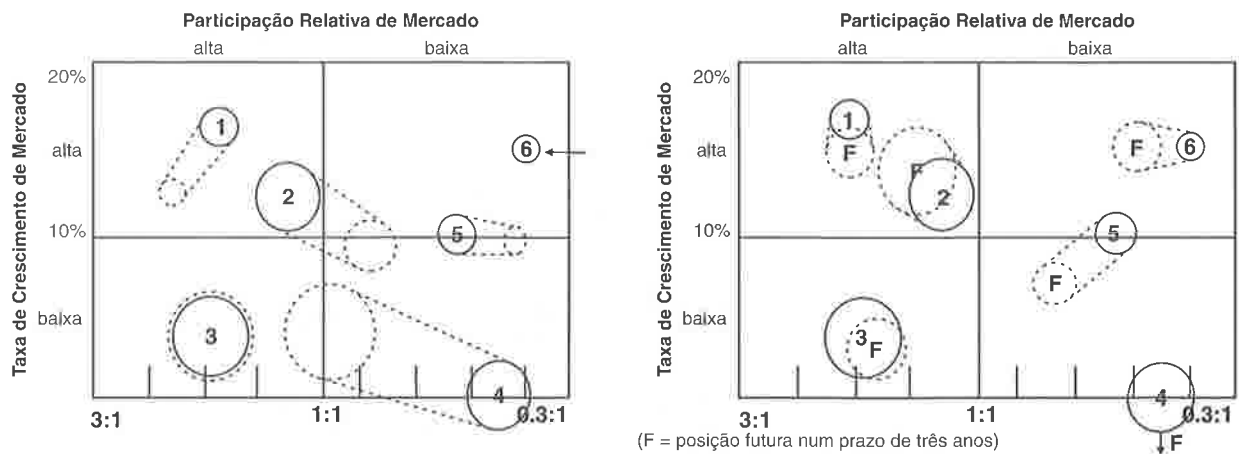 Participação Relativa de Mercado
alta baixa
Taxa de Crescimento de Mercado
20%
alta
10%
baixa
1
2
3
4
5
6
3:1 1:1 0.3:1
Participação Relativa de Mercado
alta baixa
Taxa de Crescimento de Mercado
20%
alta
10%
baixa
1
F
F
2
F
6
5
F
3
F
4
3:1 1:1 0.3:1
F
(F = posição futura num prazo de três anos)